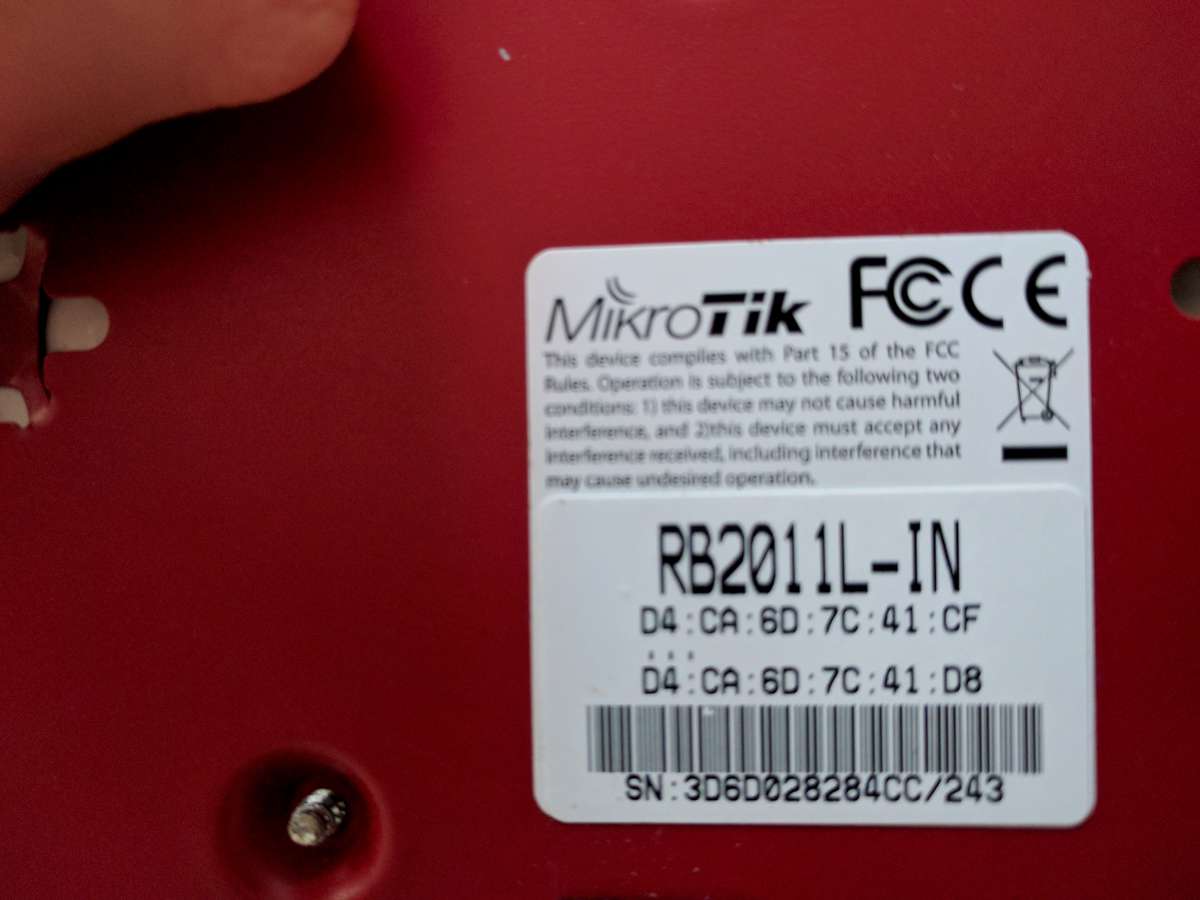 MikroTik FC CE
This device complies with Part 15 of the FCC
Rules. Operation is subject to the following two
conditions: 1) this device may not cause harmful
interference, and 2)this device must accept any
interference received, including interference that
may cause undesired operation.
RB2011L-IN
D4:CA:6D:7C:41:CF
...
D4:CA:6D:7C:41:D8
SN:3D6D028284CC/243